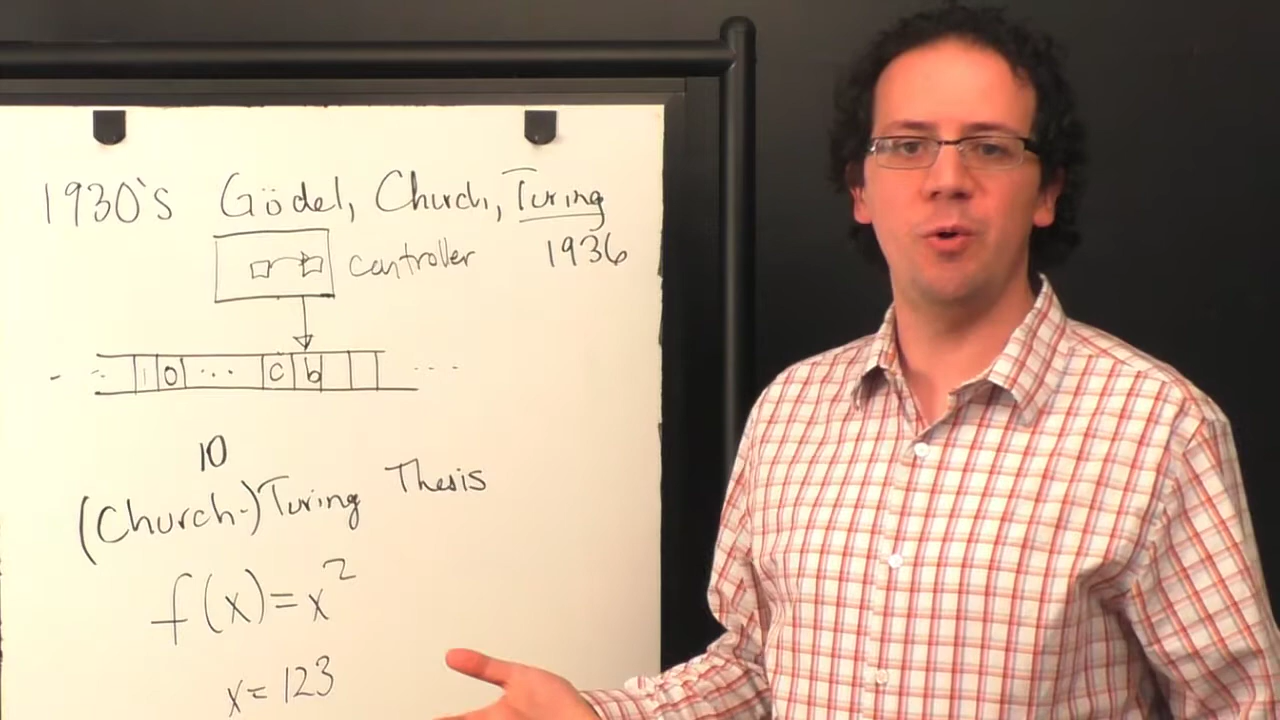 1930's Gödel, Church, Turing
1936
controller
1 0 ... c b
10
(Church-)Turing Thesis
f(x)=x²
x=123